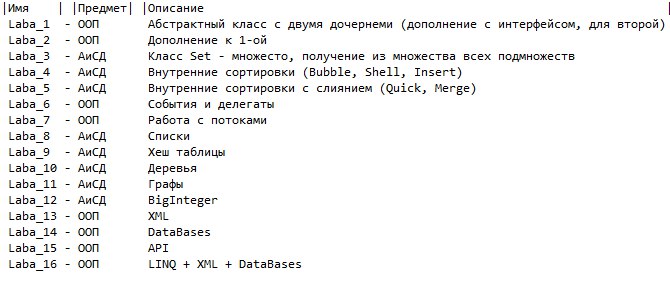 |Имя    | |Предмет| |Описание                                                                  |
Laba_1  - ООП     Абстрактный класс с двумя дочернеми (дополнение с интерфейсом, для второй)
Laba_2  - ООП     Дополнение к 1-ой
Laba_3  - АиСД    Класс Set - множесто, получение из множества всех подмножеств
Laba_4  - АиСД    Внутренние сортировки (Bubble, Shell, Insert)
Laba_5  - АиСД    Внутренние сортировки с слиянием (Quick, Merge)
Laba_6  - ООП     События и делегаты
Laba_7  - ООП     Работа с потоками
Laba_8  - АиСД    Списки
Laba_9  - АиСД    Хеш таблицы
Laba_10 - АиСД    Деревья
Laba_11 - АиСД    Графы
Laba_12 - АиСД    BigInteger
Laba_13 - ООП     XML
Laba_14 - ООП     DataBases
Laba_15 - ООП     API
Laba_16 - ООП     LINQ + XML + DataBases